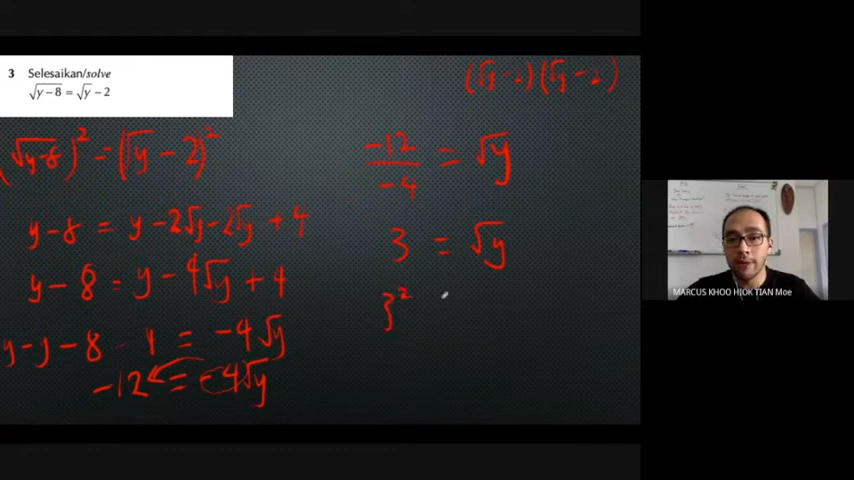 3 Selesaikan/solve
√(y−8) = √y − 2
(√y−8)² = (√y − 2)²
y−8 = y − 2√y − 2√y + 4
y − 8 = y − 4√y + 4
y−y−8 − 4 = −4√y
−12 = −4√y
(√y − 2)(√y − 2)
−12/−4 = √y
3 = √y
3²
MARCUS KHOO HIOK TIAN Moe